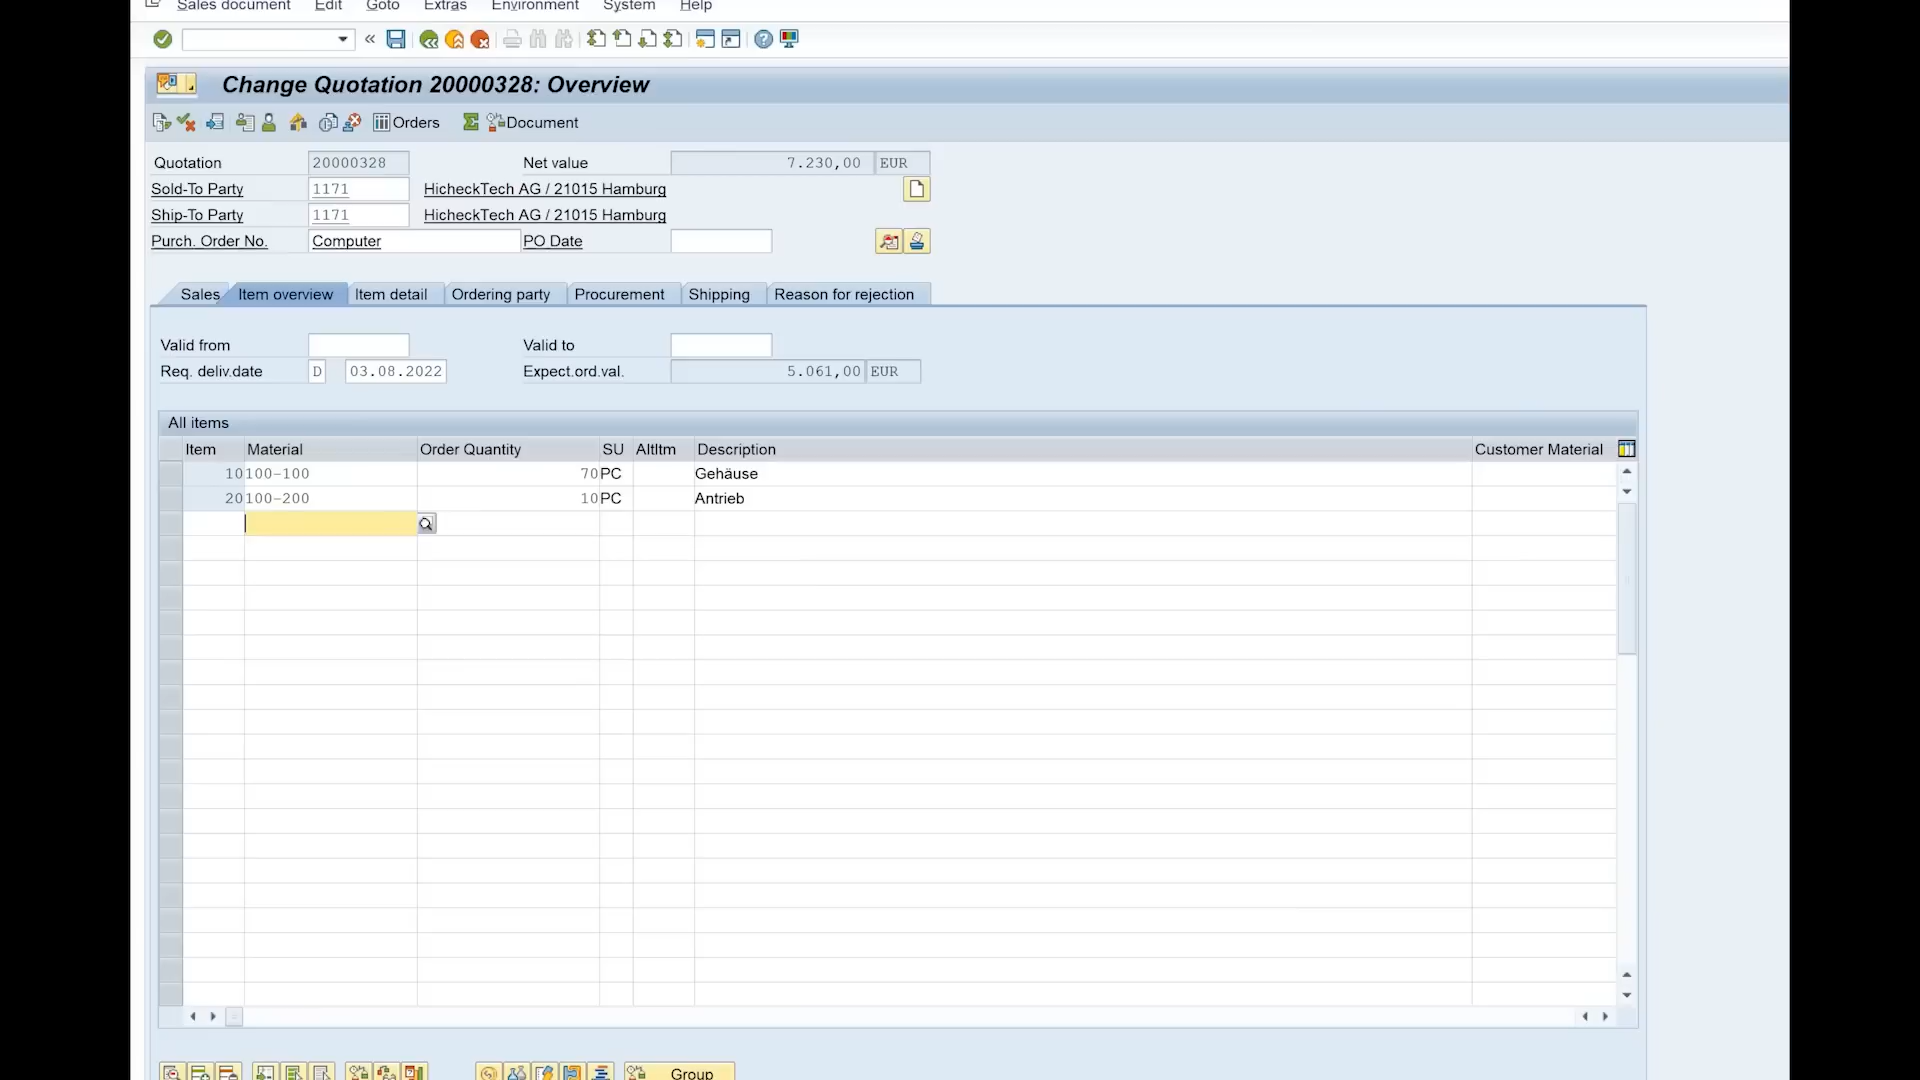 Sales document Edit Goto Extras Environment System Help
Change Quotation 20000328: Overview
Orders Document
Quotation 20000328 Net value 7.230,00 EUR
Sold-To Party 1171 HicheckTech AG / 21015 Hamburg
Ship-To Party 1171 HicheckTech AG / 21015 Hamburg
Purch. Order No. Computer PO Date
Sales Item overview Item detail Ordering party Procurement Shipping Reason for rejection
Valid from Valid to
Req. deliv.date D 03.08.2022 Expect.ord.val. 5.061,00 EUR
All items
Item Material Order Quantity SU AltItm Description Customer Material
10 100-100 70 PC Gehäuse
20 100-200 10 PC Antrieb
Group